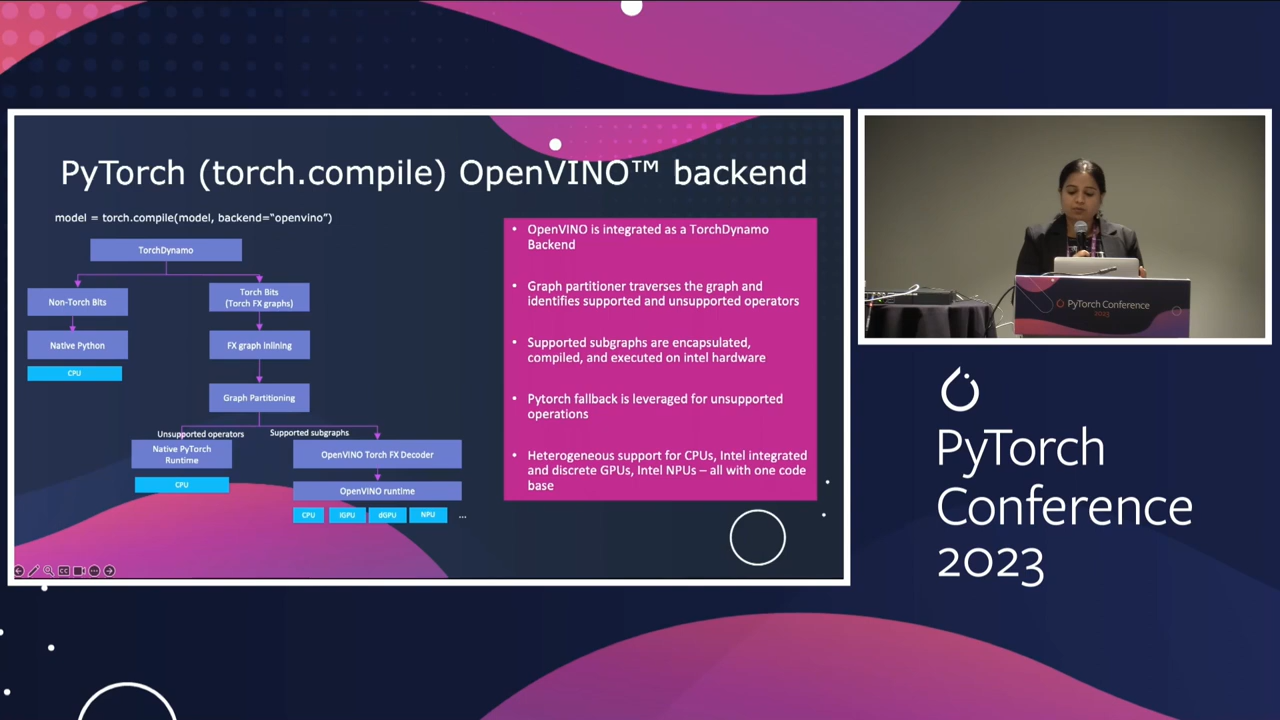 PyTorch (torch.compile) OpenVINO™ backend
model = torch.compile(model, backend=“openvino”)
TorchDynamo
Non-Torch Bits
Torch Bits
(Torch FX graphs)
Native Python
FX graph Inlining
CPU
Graph Partitioning
Unsupported operators
Supported subgraphs
Native PyTorch
Runtime
OpenVINO Torch FX Decoder
CPU
OpenVINO runtime
CPU
iGPU
dGPU
NPU
...
• OpenVINO is integrated as a TorchDynamo
Backend
• Graph partitioner traverses the graph and
identifies supported and unsupported operators
• Supported subgraphs are encapsulated,
compiled, and executed on intel hardware
• Pytorch fallback is leveraged for unsupported
operations
• Heterogeneous support for CPUs, Intel integrated
and discrete GPUs, Intel NPUs – all with one code
base
CC
PyTorch Conference
2023
PyTorch
Conference
2023